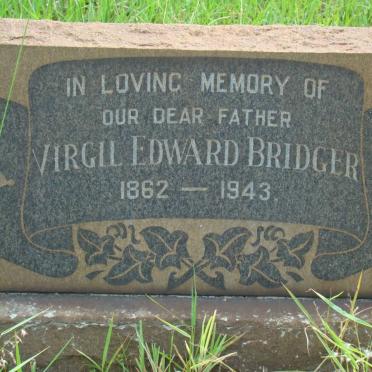 IN LOVING MEMORY OF
OUR DEAR FATHER
VIRGIL EDWARD BRIDGER
1862 — 1943